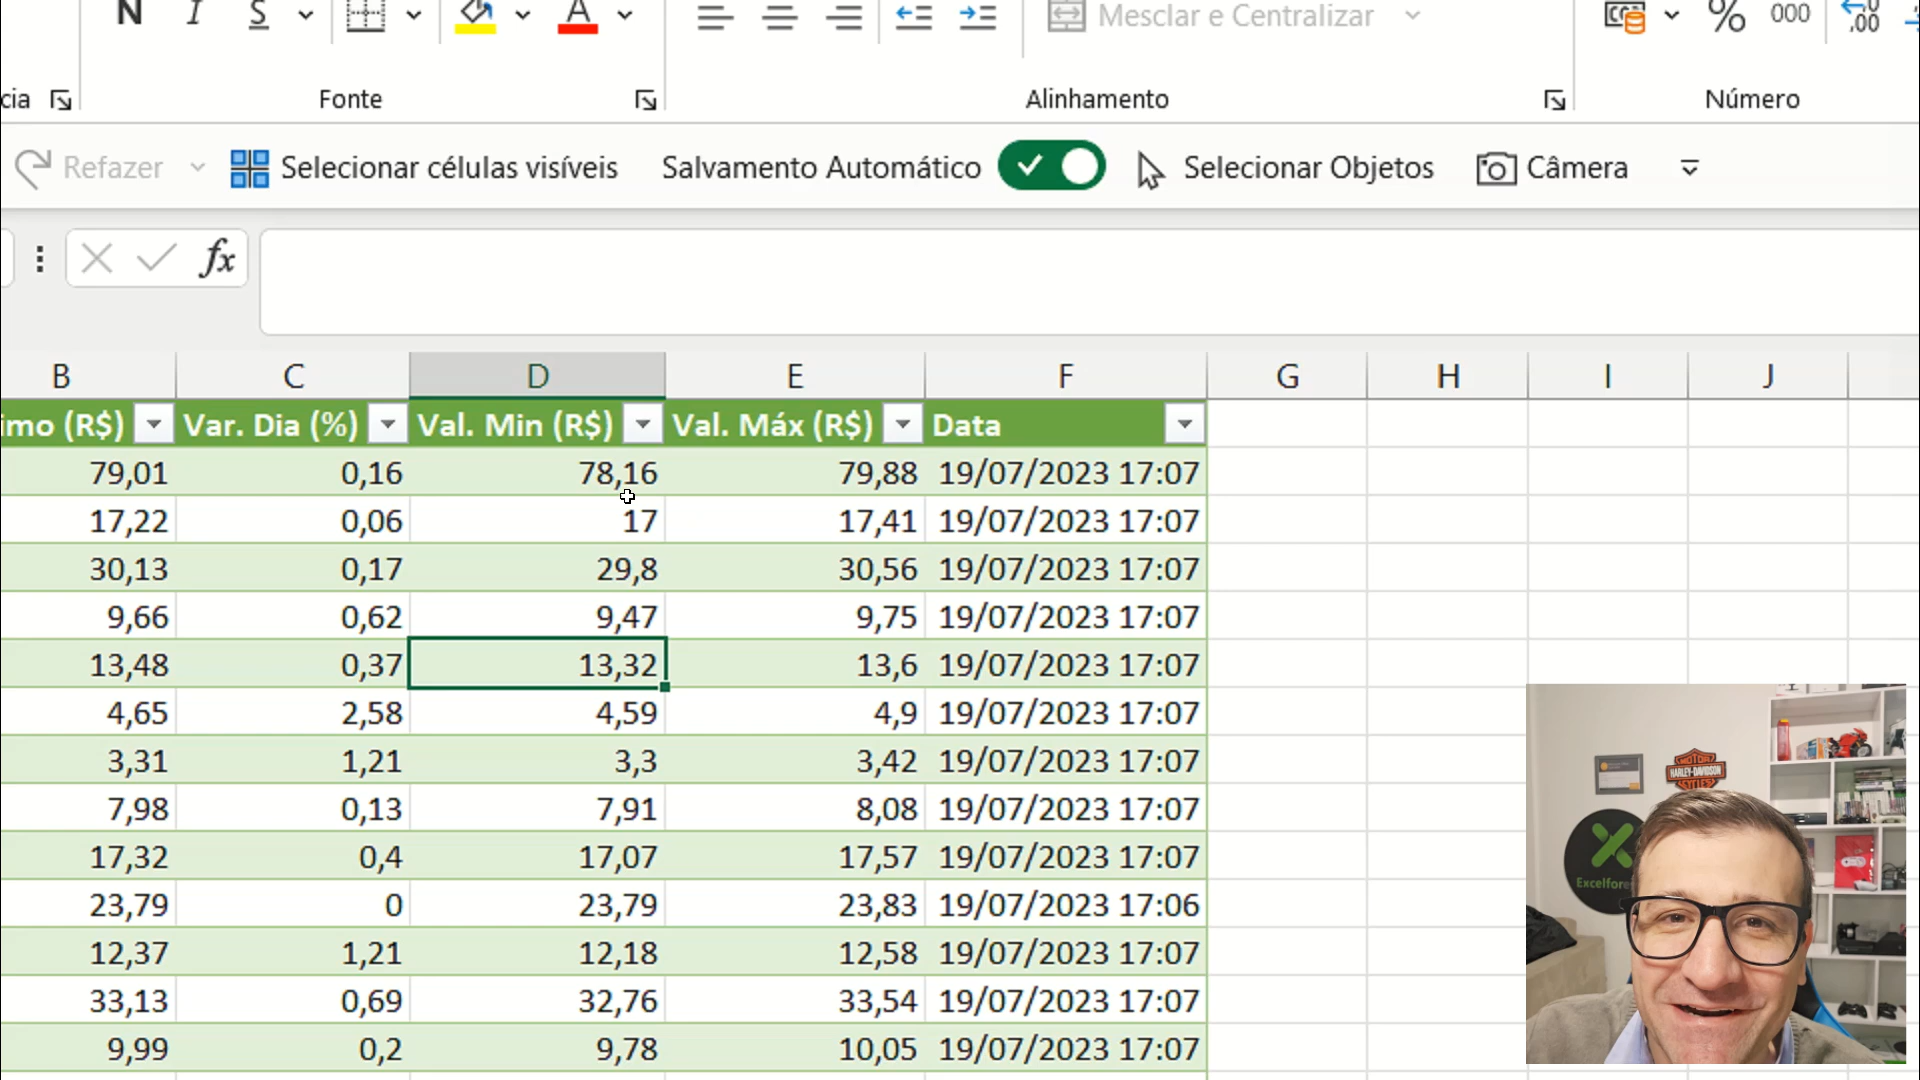 N I S A Mesclar e Centralizar % 000 ,00
cia Fonte Alinhamento Número
Refazer Selecionar células visíveis Salvamento Automático Selecionar Objetos Câmera
fx
B C D E F G H I J
imo (R$) Var. Dia (%) Val. Min (R$) Val. Máx (R$) Data
79,01 0,16 78,16 79,88 19/07/2023 17:07
17,22 0,06 17 17,41 19/07/2023 17:07
30,13 0,17 29,8 30,56 19/07/2023 17:07
9,66 0,62 9,47 9,75 19/07/2023 17:07
13,48 0,37 13,32 13,6 19/07/2023 17:07
4,65 2,58 4,59 4,9 19/07/2023 17:07
3,31 1,21 3,3 3,42 19/07/2023 17:07
7,98 0,13 7,91 8,08 19/07/2023 17:07
17,32 0,4 17,07 17,57 19/07/2023 17:07
23,79 0 23,79 23,83 19/07/2023 17:06
12,37 1,21 12,18 12,58 19/07/2023 17:07
33,13 0,69 32,76 33,54 19/07/2023 17:07
9,99 0,2 9,78 10,05 19/07/2023 17:07
HARLEY-DAVIDSON
Excelfore